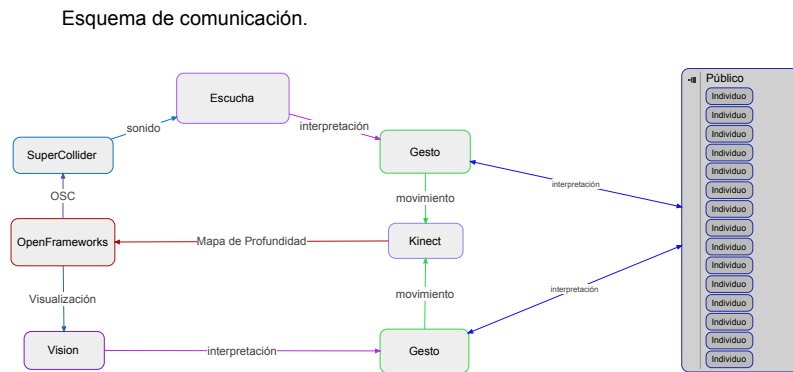 Esquema de comunicación.
Público
Escucha
Individuo
Individuo
sonido
interpretación
Individuo
SuperCollider
Gesto
Individuo
Individuo
interpretación
Individuo
OSC
movimiento
Individuo
OpenFrameworks
Mapa de Profundidad
Kinect
Individuo
Individuo
Individuo
Visualización
movimiento
interpretación
Individuo
Individuo
Individuo
Vision
interpretación
Gesto
Individuo
Individuo